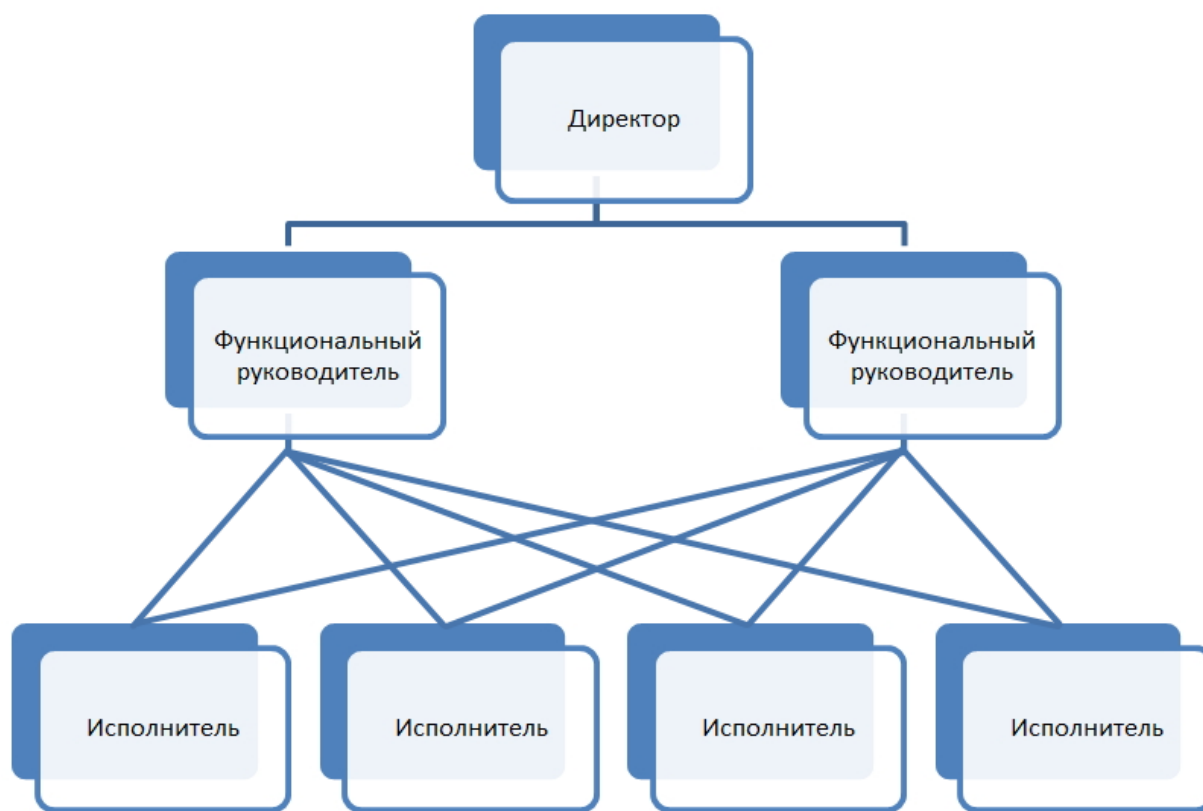 Директор
Функциональный
руководитель
Функциональный
руководитель
Исполнитель
Исполнитель
Исполнитель
Исполнитель